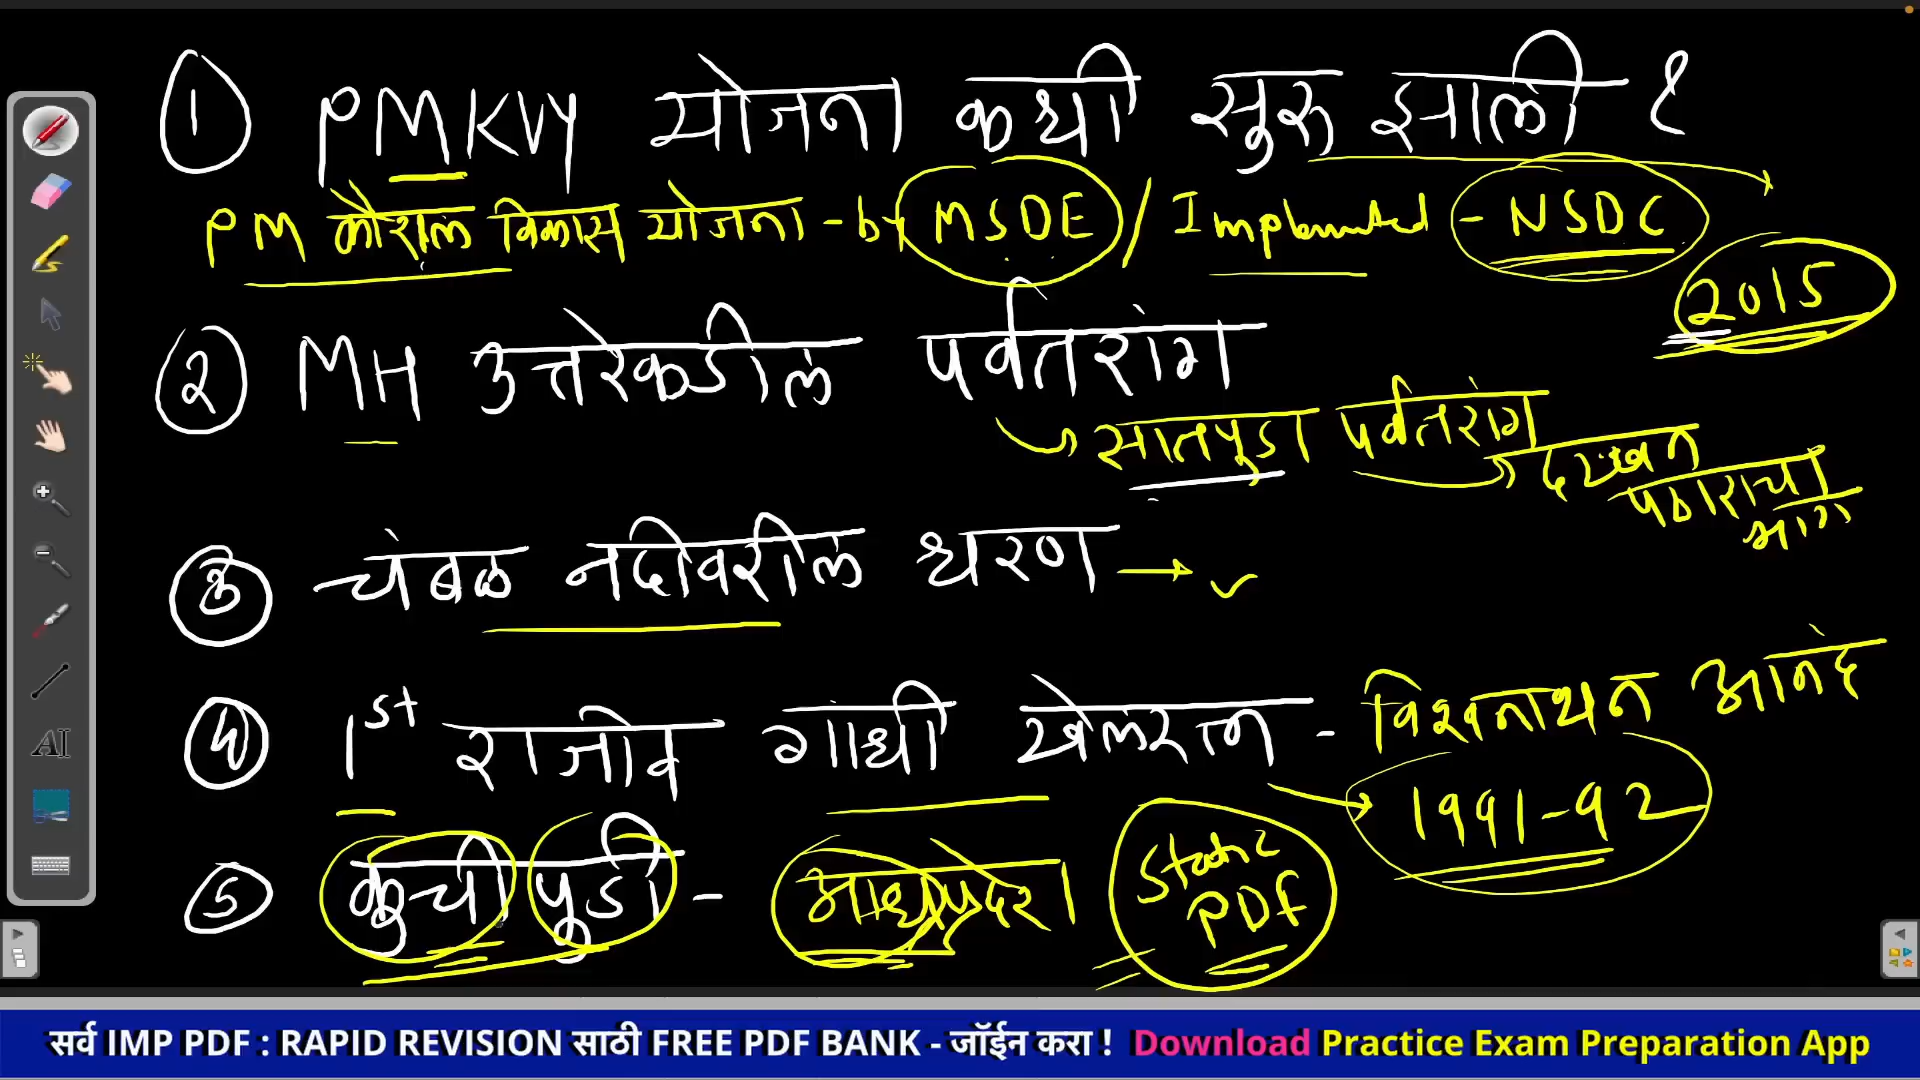 ① PMKVY योजना कधी सुरु झाली ?
PM कौशल विकास योजना - by MSDE / Implemented - NSDC
2015
② MH उत्तरेकडील पर्वतरांग
सातपुडा पर्वतरांग
दख्खन
पठाराचा
भाग
③ चंबळ नदीवरील धरण → ✓
④ 1st राजीव गांधी खेलरत्न - विश्वनाथन आनंद
→ 1991-92
⑤ कुचीपुडी - आंध्रप्रदेश
Static
PDF
सर्व IMP PDF : RAPID REVISION साठी FREE PDF BANK - जॉईन करा ! Download Practice Exam Preparation App